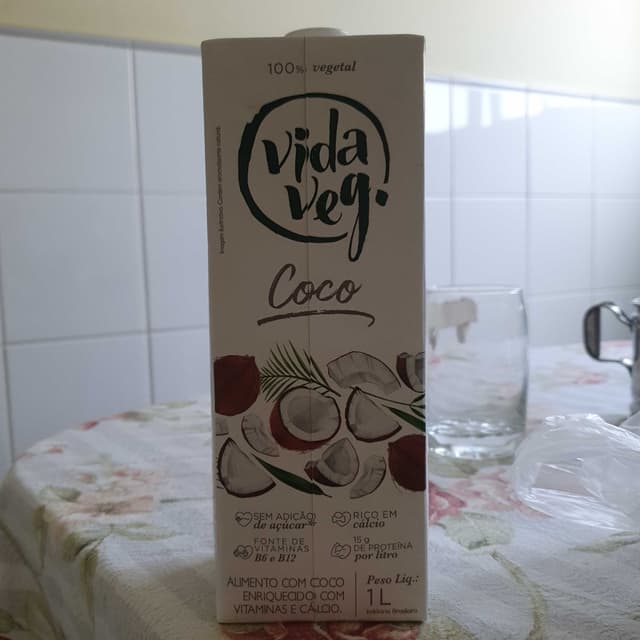 100% vegetal
vida
veg.
Coco
SEM ADIÇÃO
de açúcar
RICO EM
cálcio
FONTE DE
VITAMINAS
B6 e B12
15 g
DE PROTEÍNA
por litro
ALIMENTO COM COCO
ENRIQUECIDO COM
VITAMINAS E CÁLCIO.
Peso Líq.:
1L